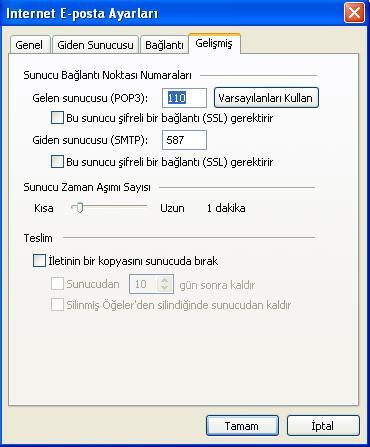 Internet E-posta Ayarları
Genel Giden Sunucusu Bağlantı Gelişmiş
Sunucu Bağlantı Noktası Numaraları
Gelen sunucusu (POP3): 110 Varsayılanları Kullan
Bu sunucu şifreli bir bağlantı (SSL) gerektirir
Giden sunucusu (SMTP): 587
Bu sunucu şifreli bir bağlantı (SSL) gerektirir
Sunucu Zaman Aşımı Sayısı
Kısa Uzun 1 dakika
Teslim
İletinin bir kopyasını sunucuda bırak
Sunucudan 10 gün sonra kaldır
Silinmiş Öğeler'den silindiğinde sunucudan kaldır
Tamam İptal